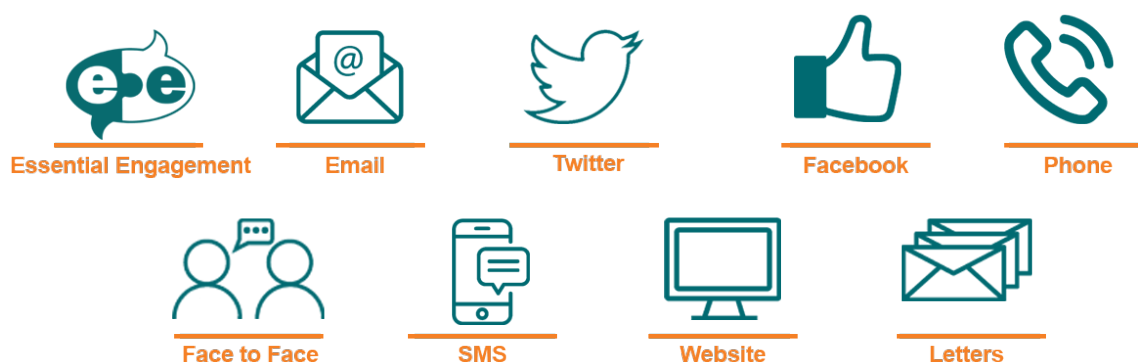 e e
@
Essential Engagement
Email
Twitter
Facebook
Phone
Face to Face
SMS
Website
Letters